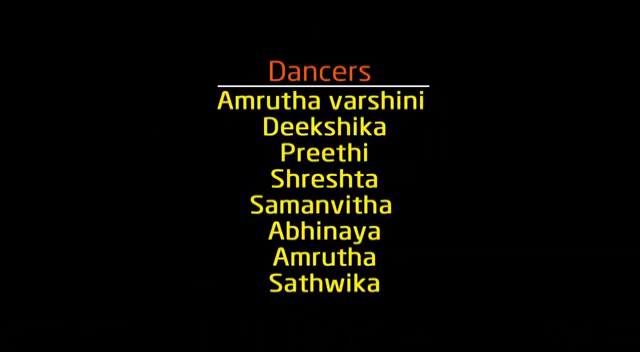 Dancers
Amrutha varshini
Deekshika
Preethi
Shreshta
Samanvitha
Abhinaya
Amrutha
Sathwika